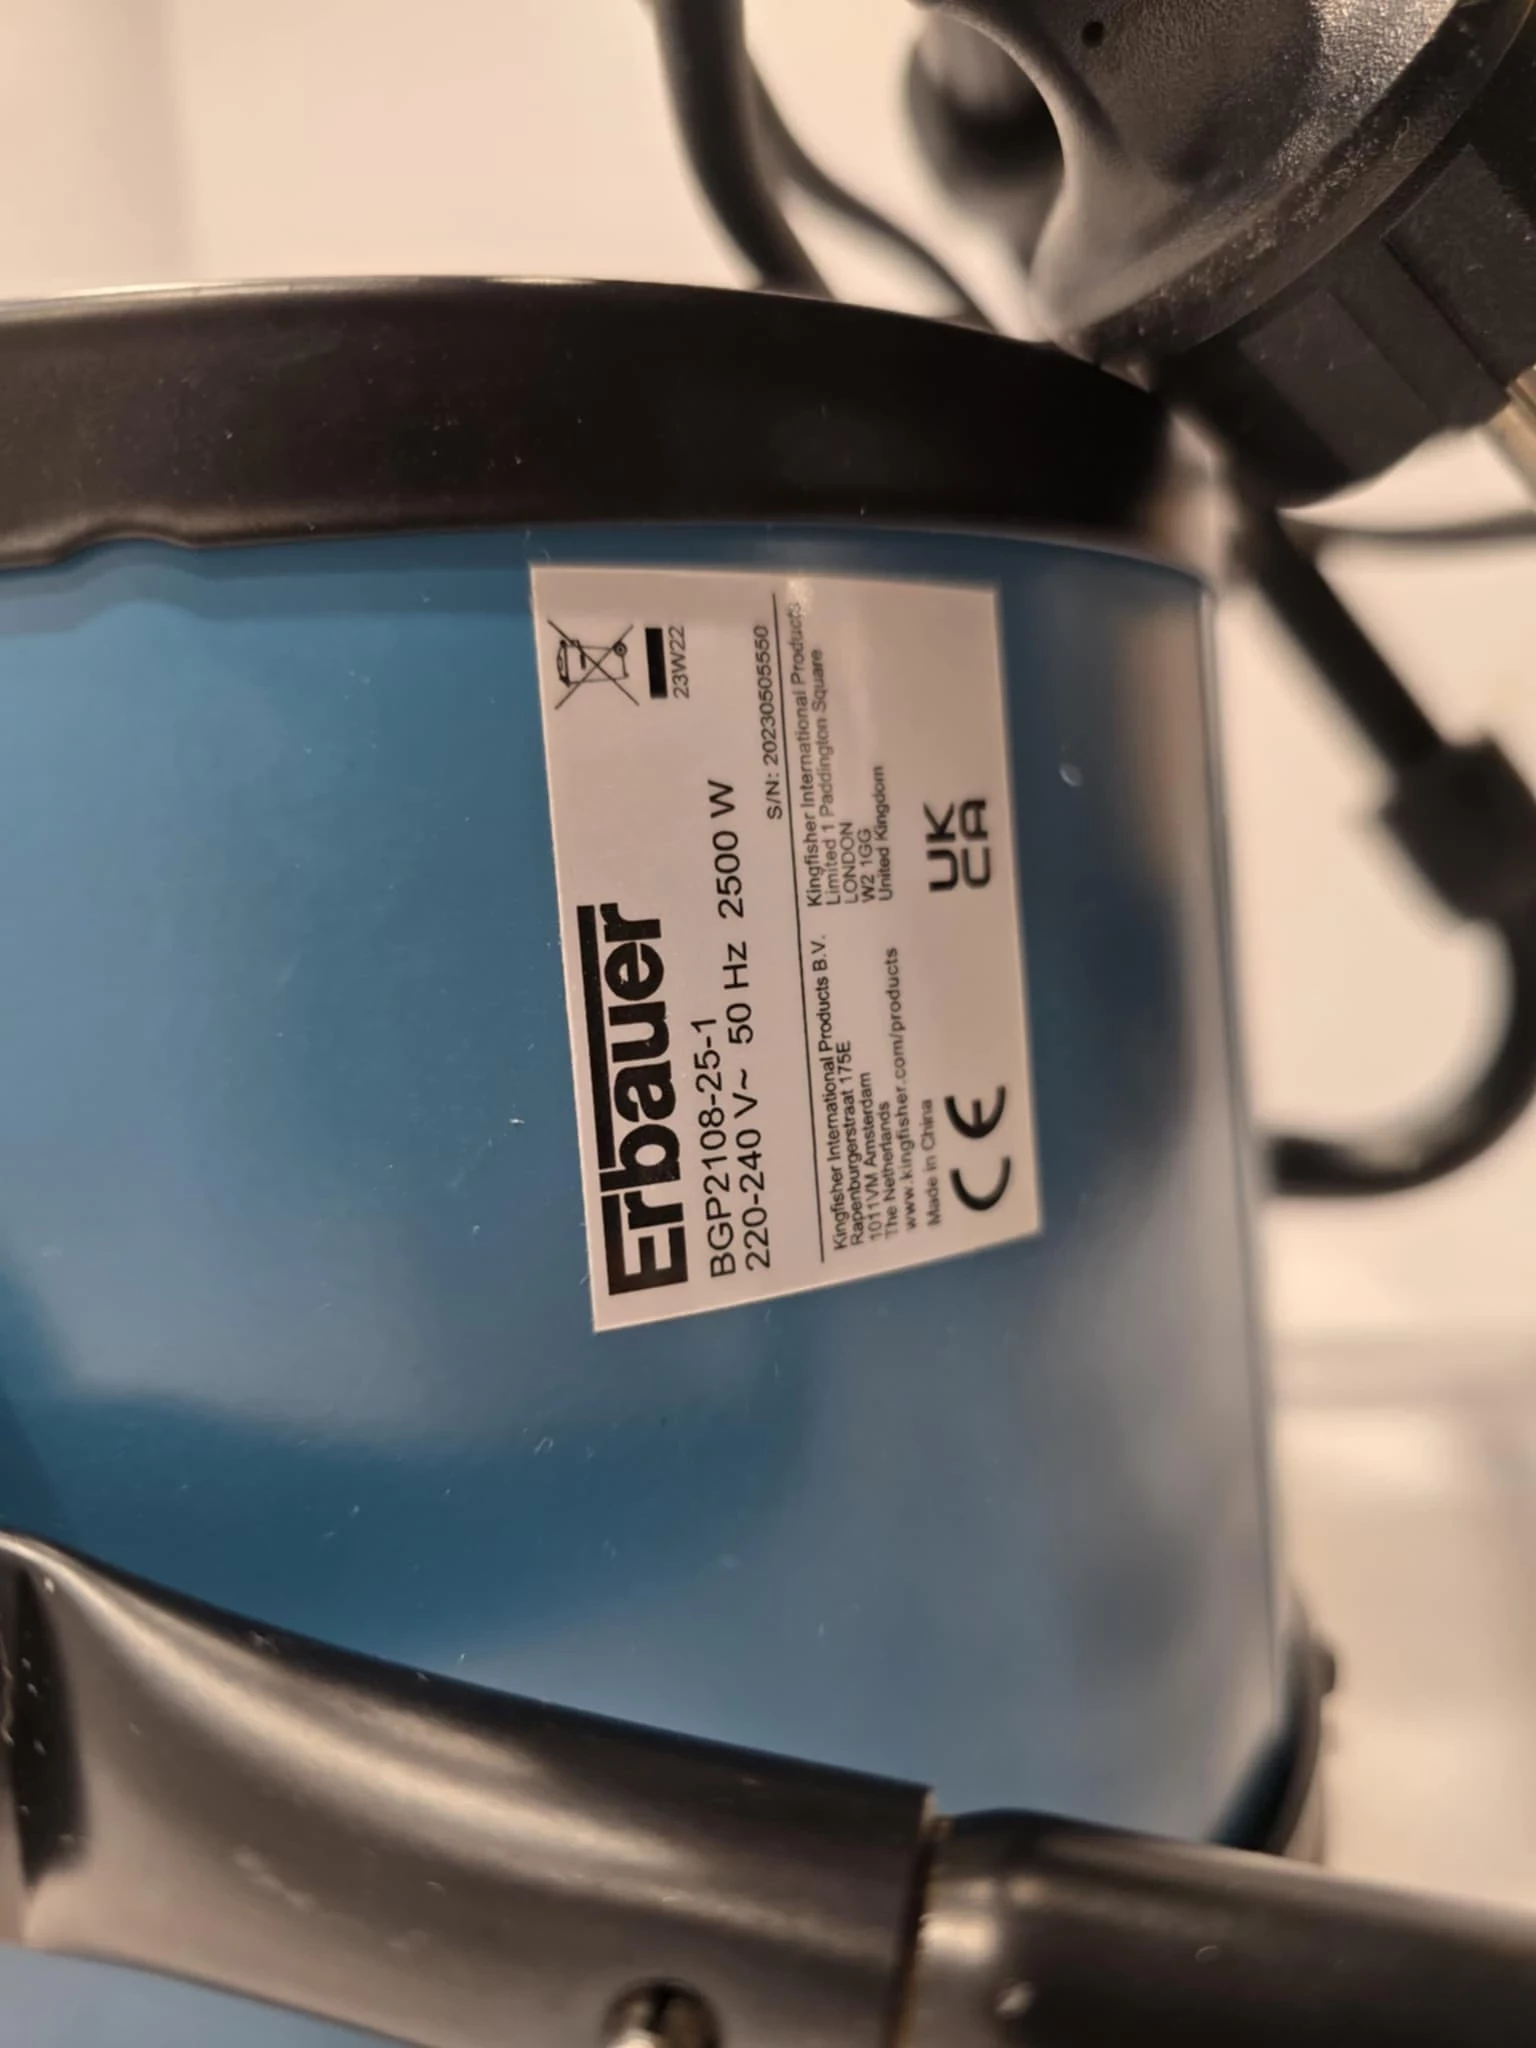 Erbauer
BGP2108-25-1
220-240 V~ 50 Hz 2500 W
23W22
S/N: 20230505550
Kingfisher International Products B.V.
Rapenburgerstraat 175E
1011VM Amsterdam
The Netherlands
www.kingfisher.com/products
Made in China
Kingfisher International Products
Limited 1 Paddington Square
LONDON
W2 1GG
United Kingdom
CE
UK
CA